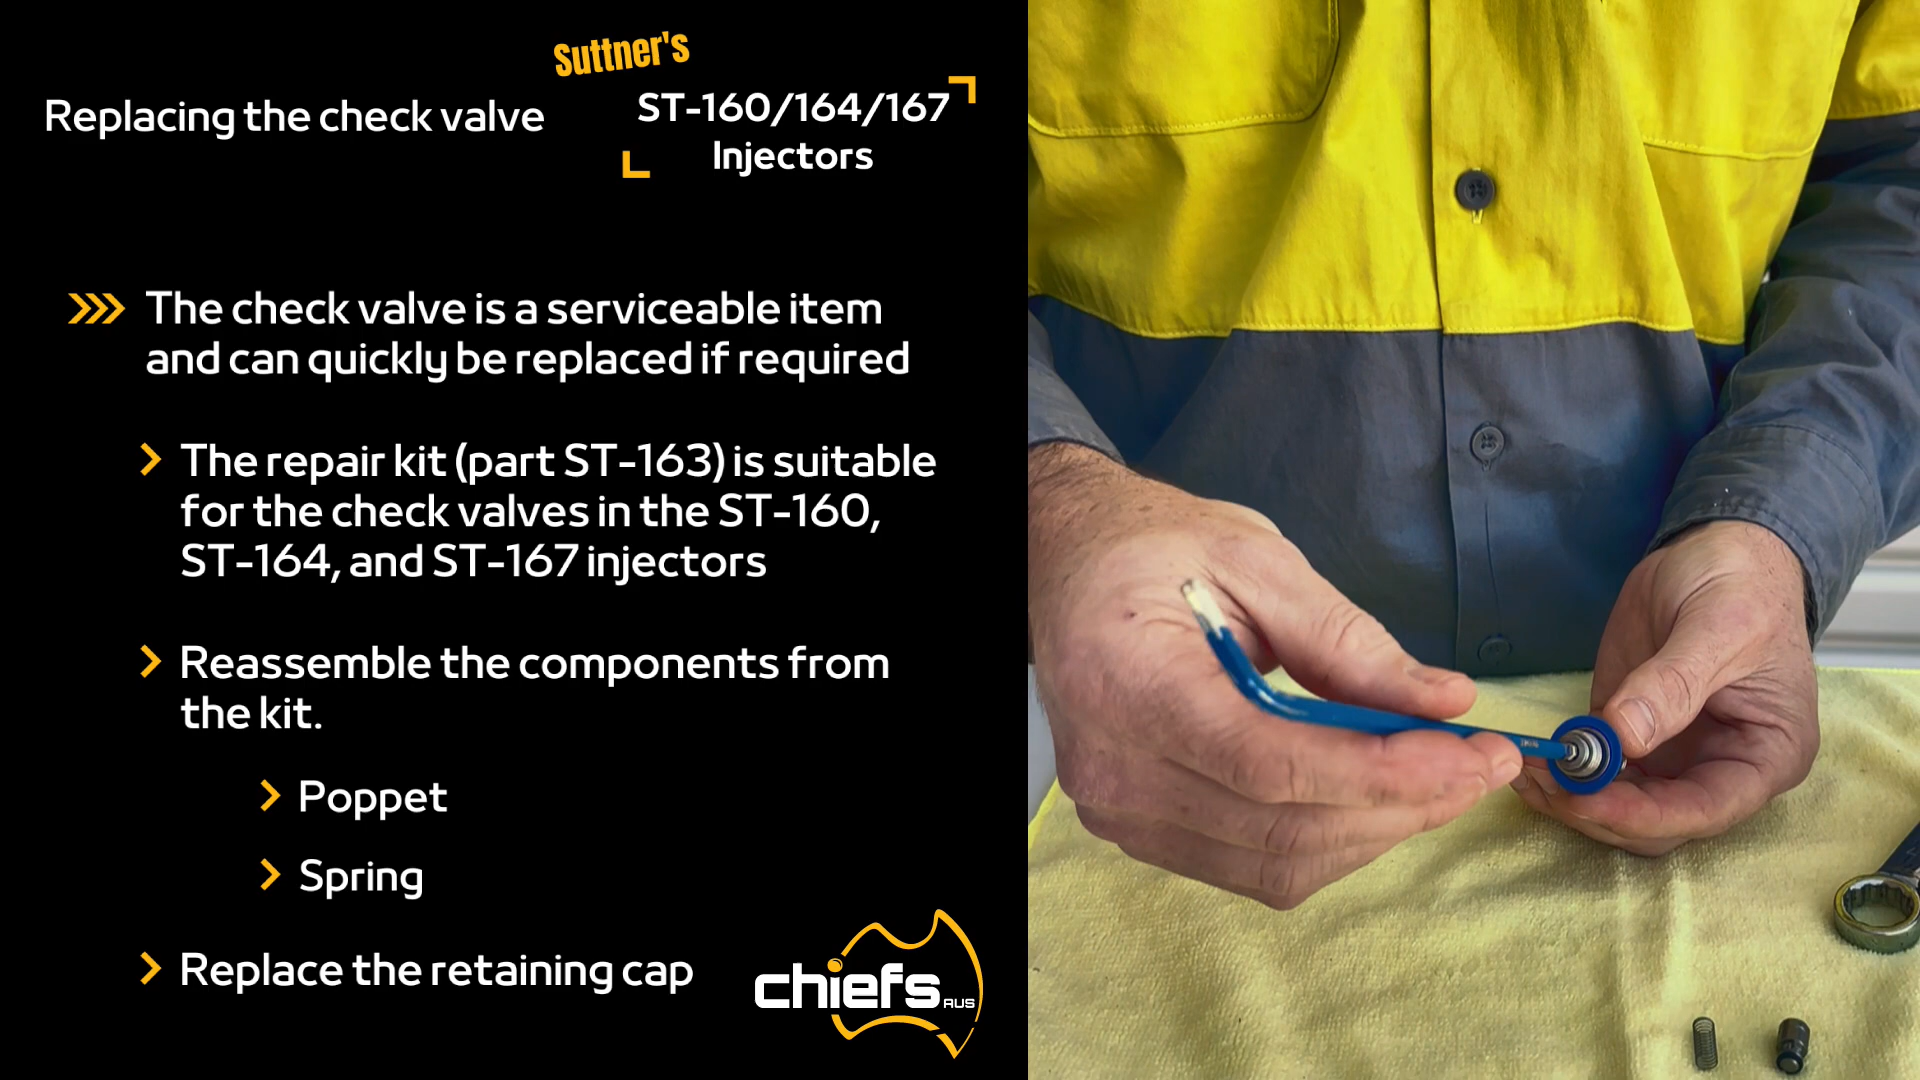 Suttner's
Replacing the check valve
ST-160/164/167
Injectors
The check valve is a serviceable item
and can quickly be replaced if required
The repair kit (part ST-163) is suitable
for the check valves in the ST-160,
ST-164, and ST-167 injectors
Reassemble the components from
the kit.
Poppet
Spring
Replace the retaining cap
chiefs AUS